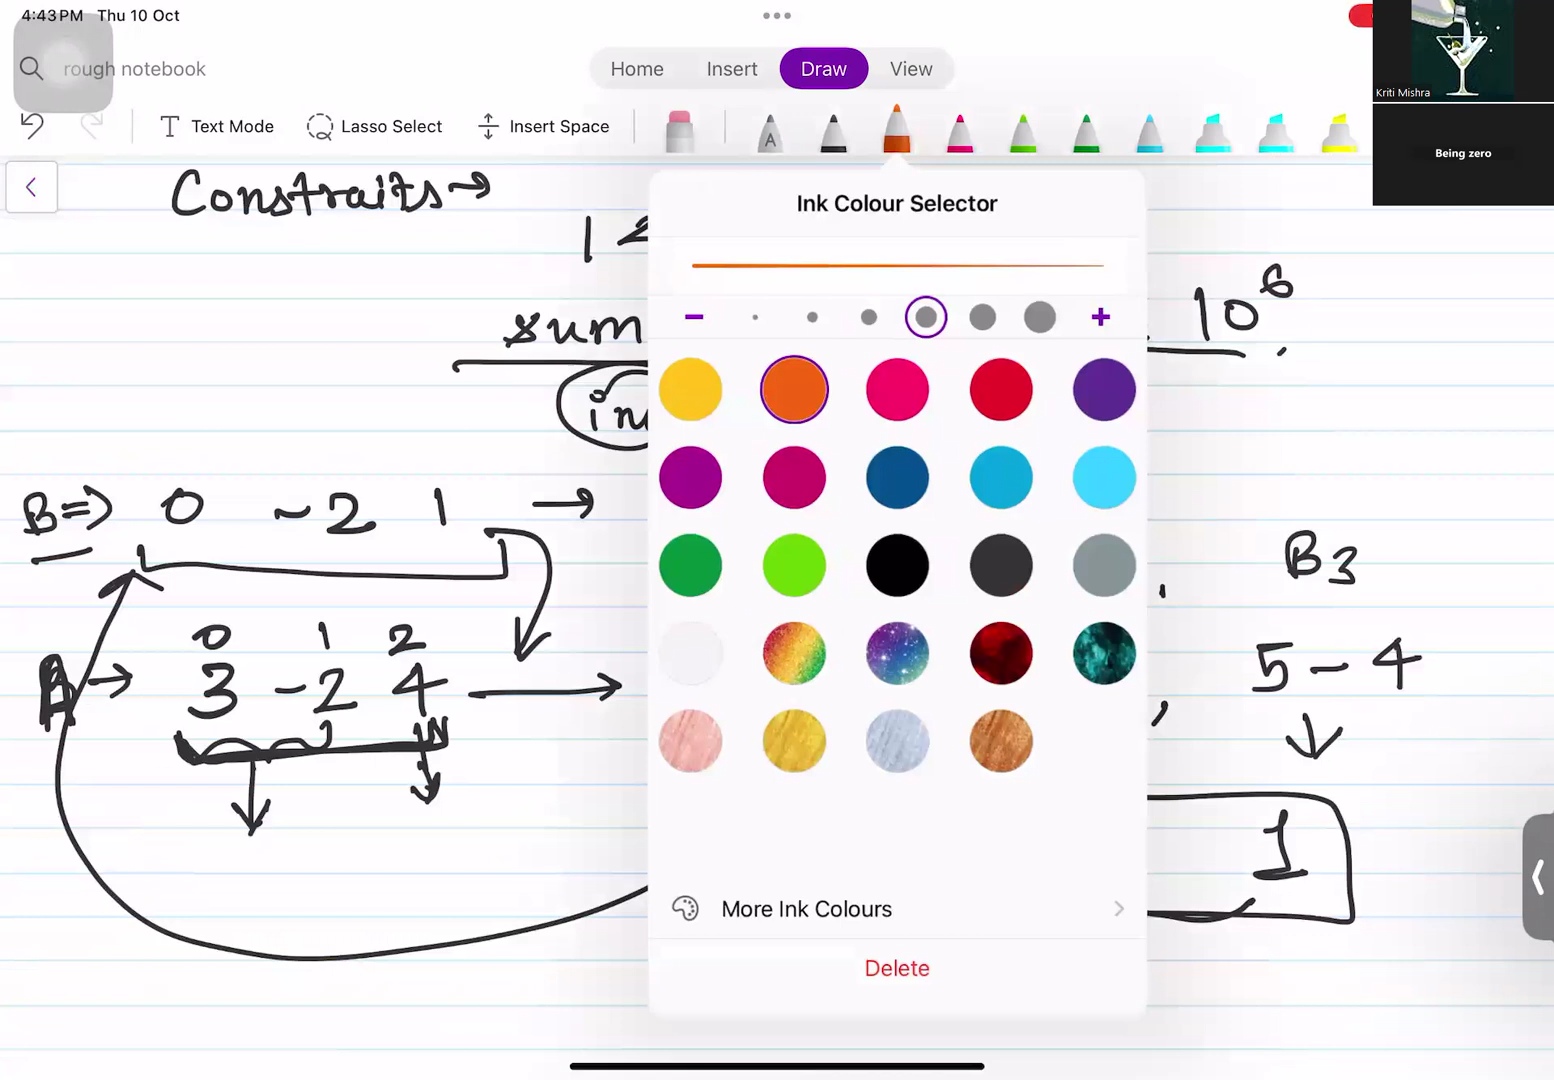 4:43 PM Thu 10 Oct
rough notebook
Home Insert Draw View
Kriti Mishra
Text Mode Lasso Select Insert Space
Being zero
Constraits→
Ink Colour Selector
1 ≤
10^6
sum
in
B=> 0 -2 1 →
B3
0 1 2
A → 3 -2 4 →
, 5-4
1
More Ink Colours
Delete